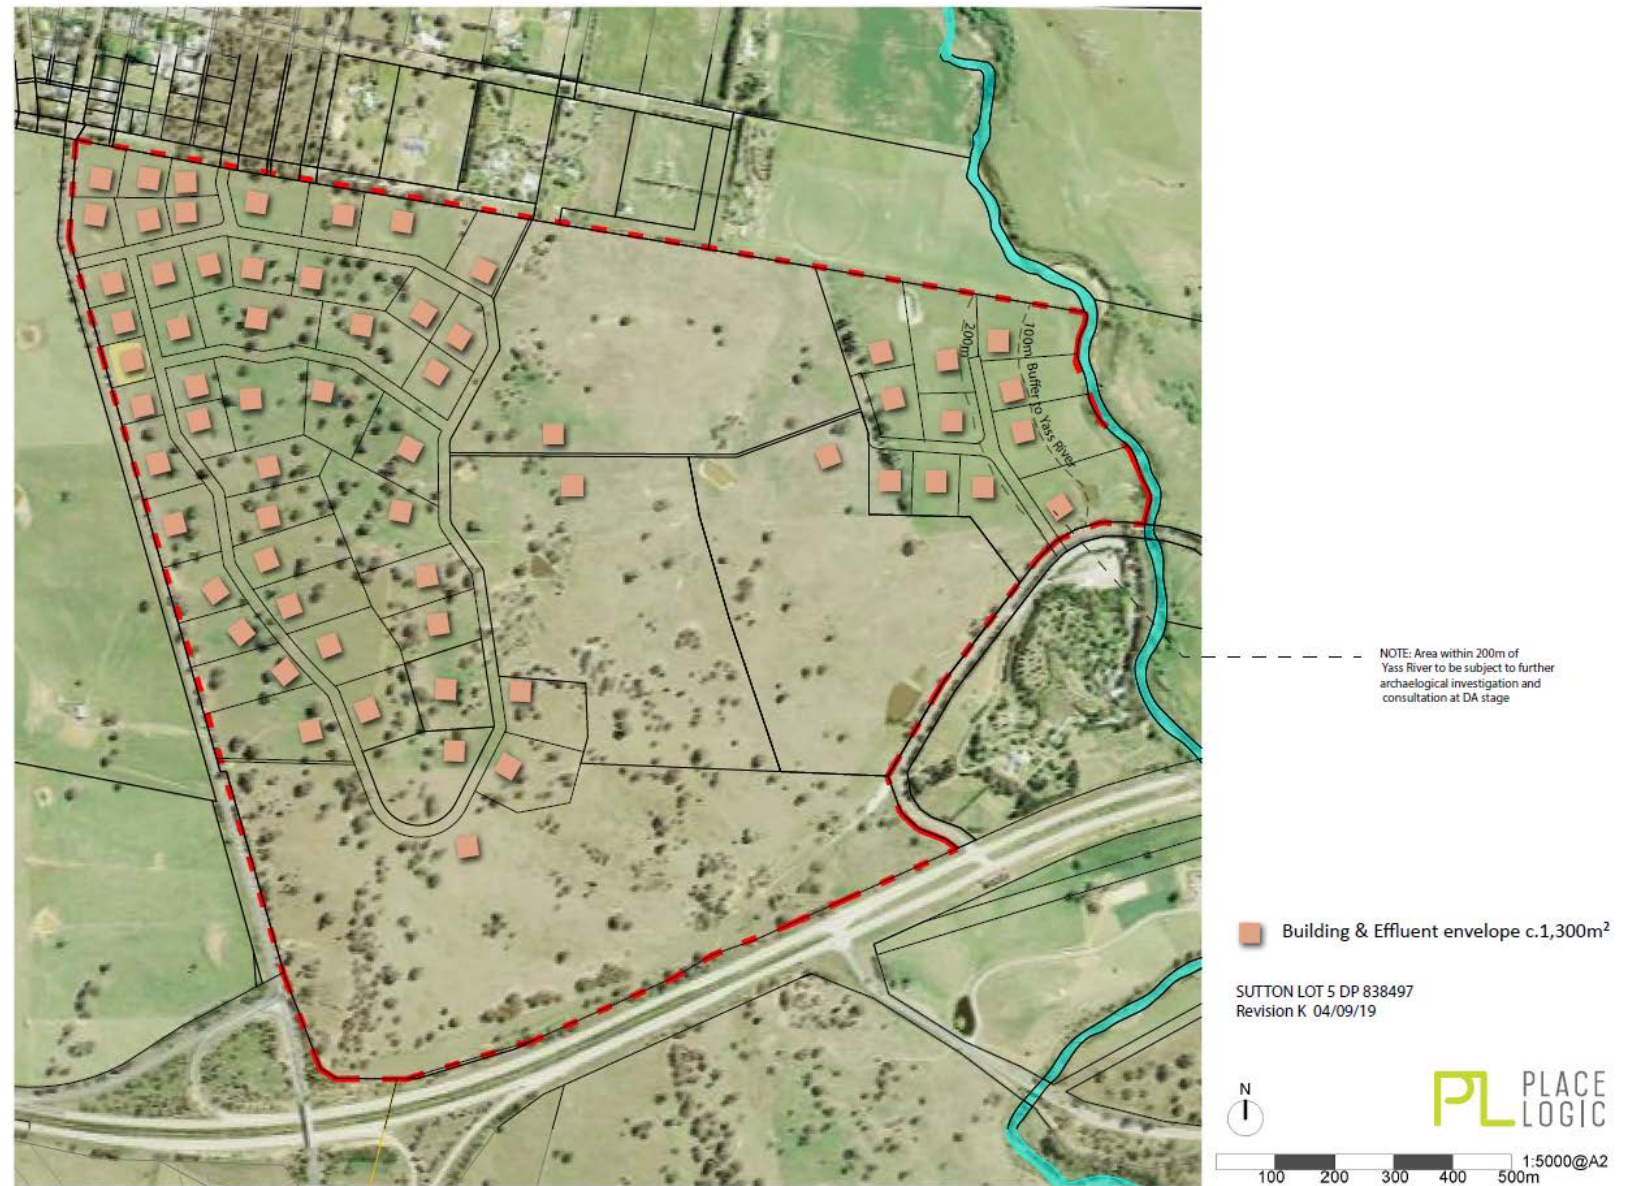 200m
100m Buffer to Yass River
NOTE: Area within 200m of
Yass River to be subject to further
archaelogical investigation and
consultation at DA stage
Building & Effluent envelope c.1,300m²
SUTTON LOT 5 DP 838497
Revision K 04/09/19
N
PL PLACE
LOGIC
1:5000@A2
100 200 300 400 500m